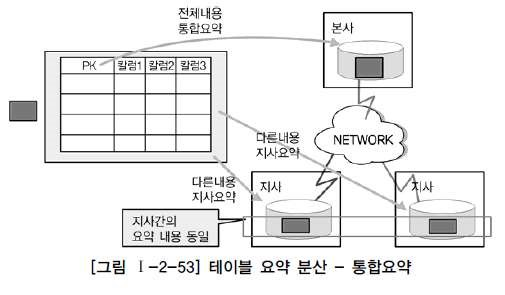 전체내용
통합요약
본사
PK 칼럼1 칼럼2 칼럼3
NETWORK
다른내용
지사요약
다른내용
지사요약
지사
지사
지사간의
요약 내용 동일
[그림 Ⅰ-2-53] 테이블 요약 분산 - 통합요약